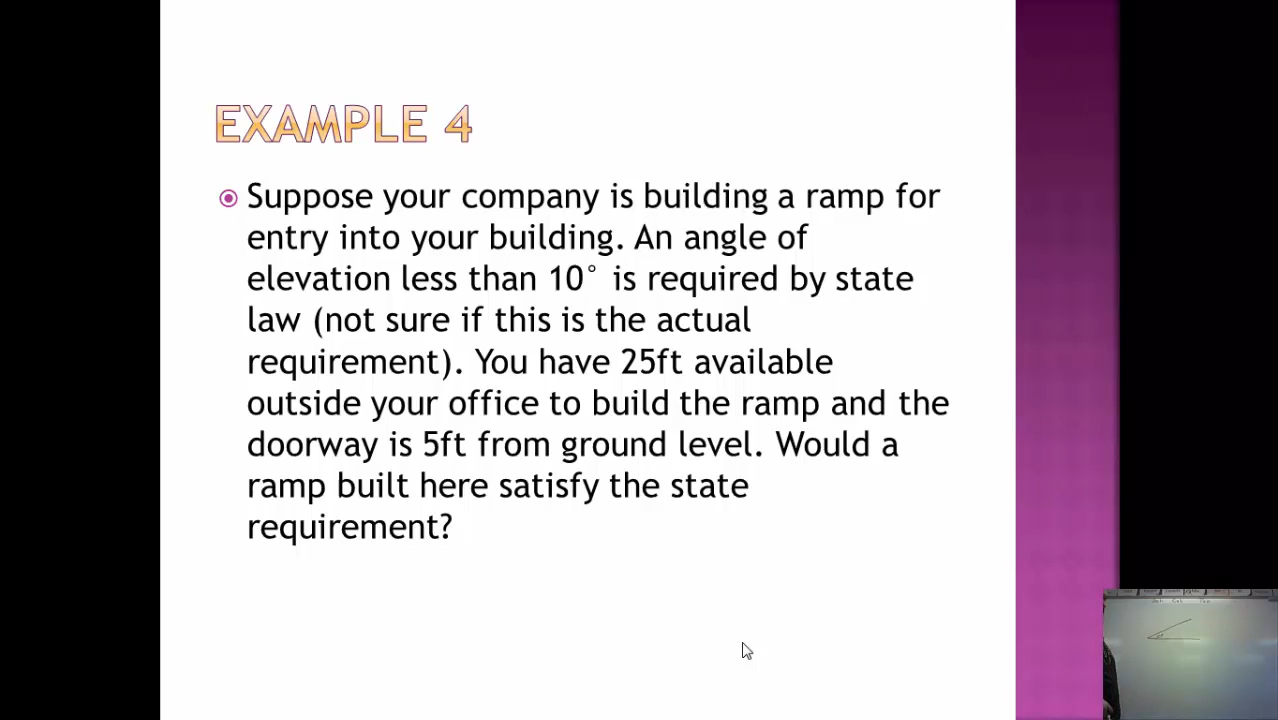 EXAMPLE 4
Suppose your company is building a ramp for
entry into your building. An angle of
elevation less than 10° is required by state
law (not sure if this is the actual
requirement). You have 25ft available
outside your office to build the ramp and the
doorway is 5ft from ground level. Would a
ramp built here satisfy the state
requirement?